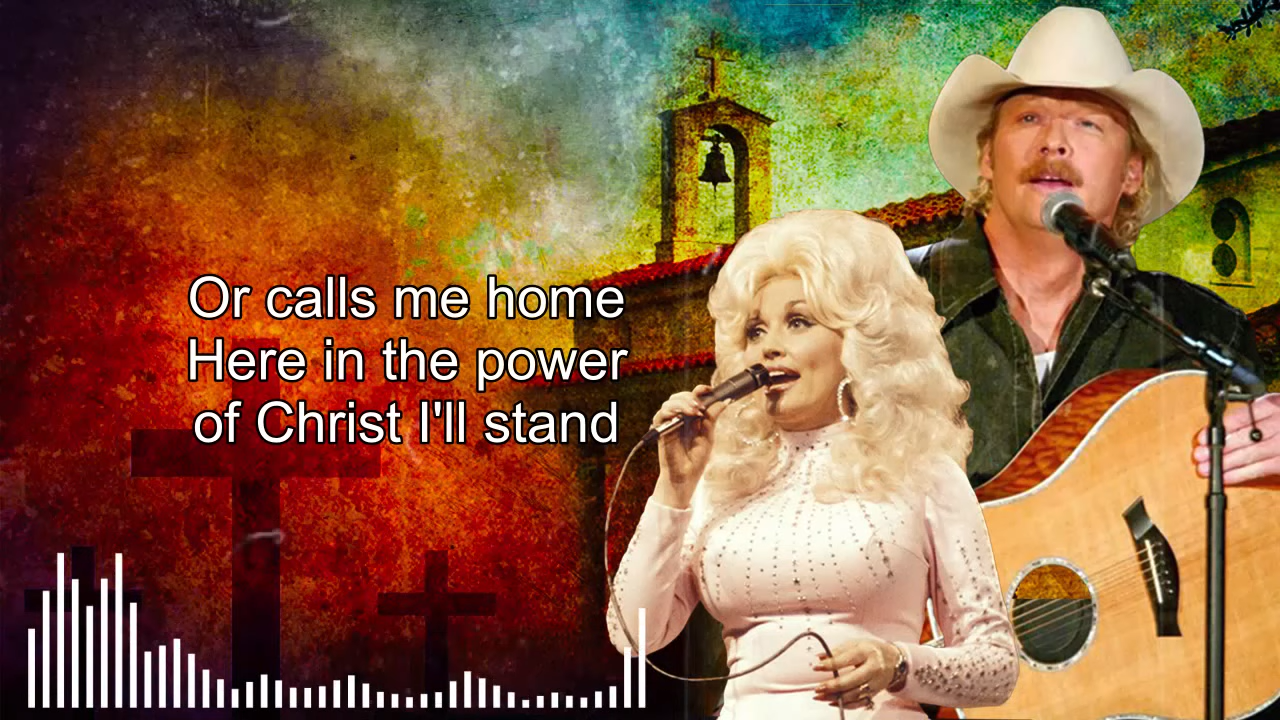 Or calls me home
Here in the power
of Christ I'll stand